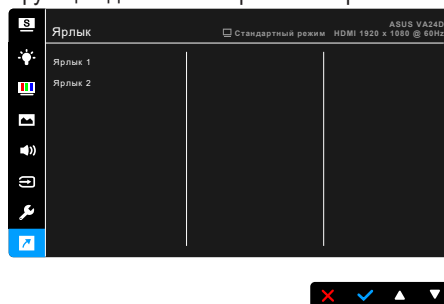 S
ASUS VA24D
Ярлык
Стандартный режим HDMI 1920 x 1080 @ 60Hz
Ярлык 1
Ярлык 2